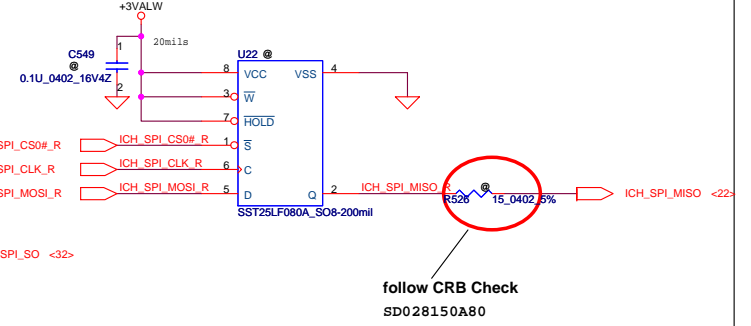 +3VALW
20mils
C549
@
0.1U_0402_16V4Z
1
2
U22 @
8 VCC VSS 4
3 W
7 HOLD
SPI_CS0#_R ICH_SPI_CS0#_R 1 S
SPI_CLK_R ICH_SPI_CLK_R 6 C
SPI_MOSI_R ICH_SPI_MOSI_R 5 D Q 2 ICH_SPI_MISO_R @ ICH_SPI_MISO <22>
R526 15_0402_5%
SST25LF080A_SO8-200mil
SPI_SO <32>
follow CRB Check
SD028150A80